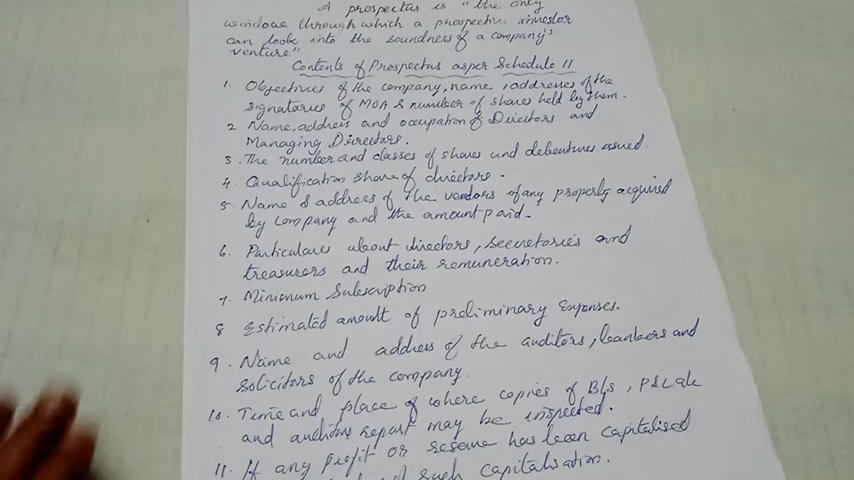 A prospectus is "the only
window through which a prospective investor
can look into the soundness of a company's
venture"
Contents of Prospectus as per Schedule II
1. Objectives of the company, name, addresses of the
signatories of MOA & number of shares held by them.
2. Name, address and occupation of Directors and
Managing Directors.
3. The number and classes of shares and debentures issued.
4. Qualification share of directors.
5. Name & address of the vendors of any property acquired
by company and the amount paid.
6. Particulars about directors, secretories and
treasurers and their remuneration.
7. Minimum Subscription
8. Estimated amount of preliminary Expenses.
9. Name and address of the auditors, bankers and
Solicitors of the company.
10. Time and place of where copies of B/s, P&L a/c
and auditors report may be inspected.
11. If any profit or reserve has been capitalised
of such capitalisation.